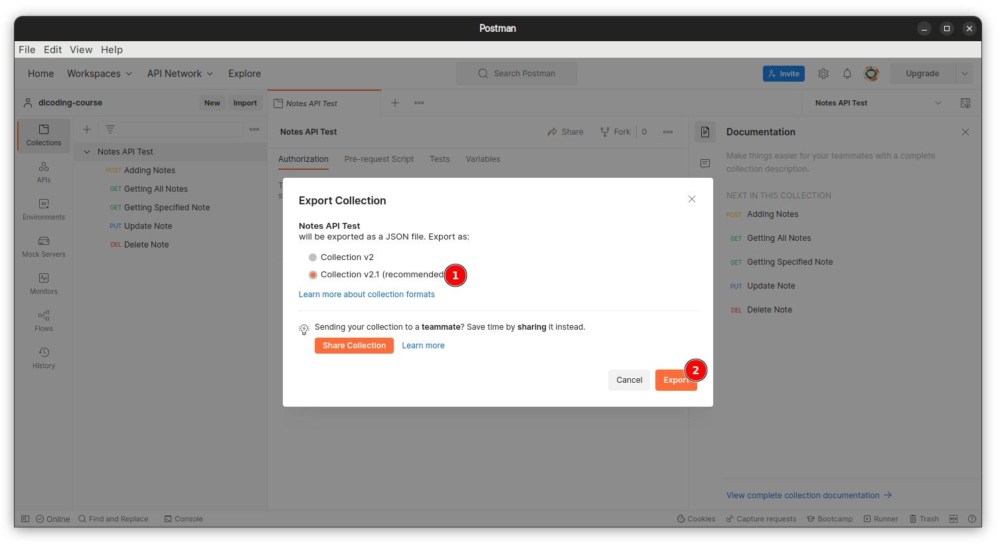 Postman
File Edit View Help
Home Workspaces API Network Explore Search Postman Invite Upgrade
dicoding-course New Import Notes API Test Notes API Test
Collections
APIs
Environments
Mock Servers
Monitors
Flows
History
Notes API Test
POST Adding Notes
GET Getting All Notes
GET Getting Specified Note
PUT Update Note
DEL Delete Note
Notes API Test Share Fork 0
Authorization Pre-request Script Tests Variables
Export Collection
Notes API Test
will be exported as a JSON file. Export as:
Collection v2
Collection v2.1 (recommended 1
Learn more about collection formats
Sending your collection to a teammate? Save time by sharing it instead.
Share Collection Learn more
Cancel Export 2
Documentation
Make things easier for your teammates with a complete
collection description.
NEXT IN THIS COLLECTION
POST Adding Notes
GET Getting All Notes
GET Getting Specified Note
PUT Update Note
DEL Delete Note
View complete collection documentation
Online Find and Replace Console Cookies Capture requests Bootcamp Runner Trash